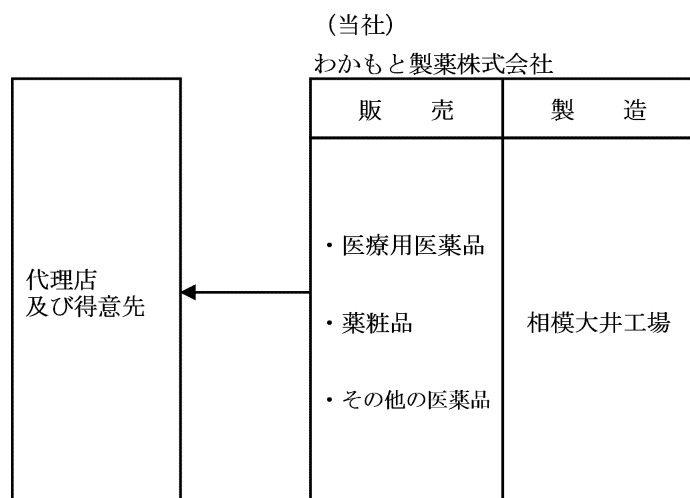 （当社）
わかもと製薬株式会社
販　　売
製　　造
・医療用医薬品
代理店
及び得意先
・薬粧品
相模大井工場
・その他の医薬品